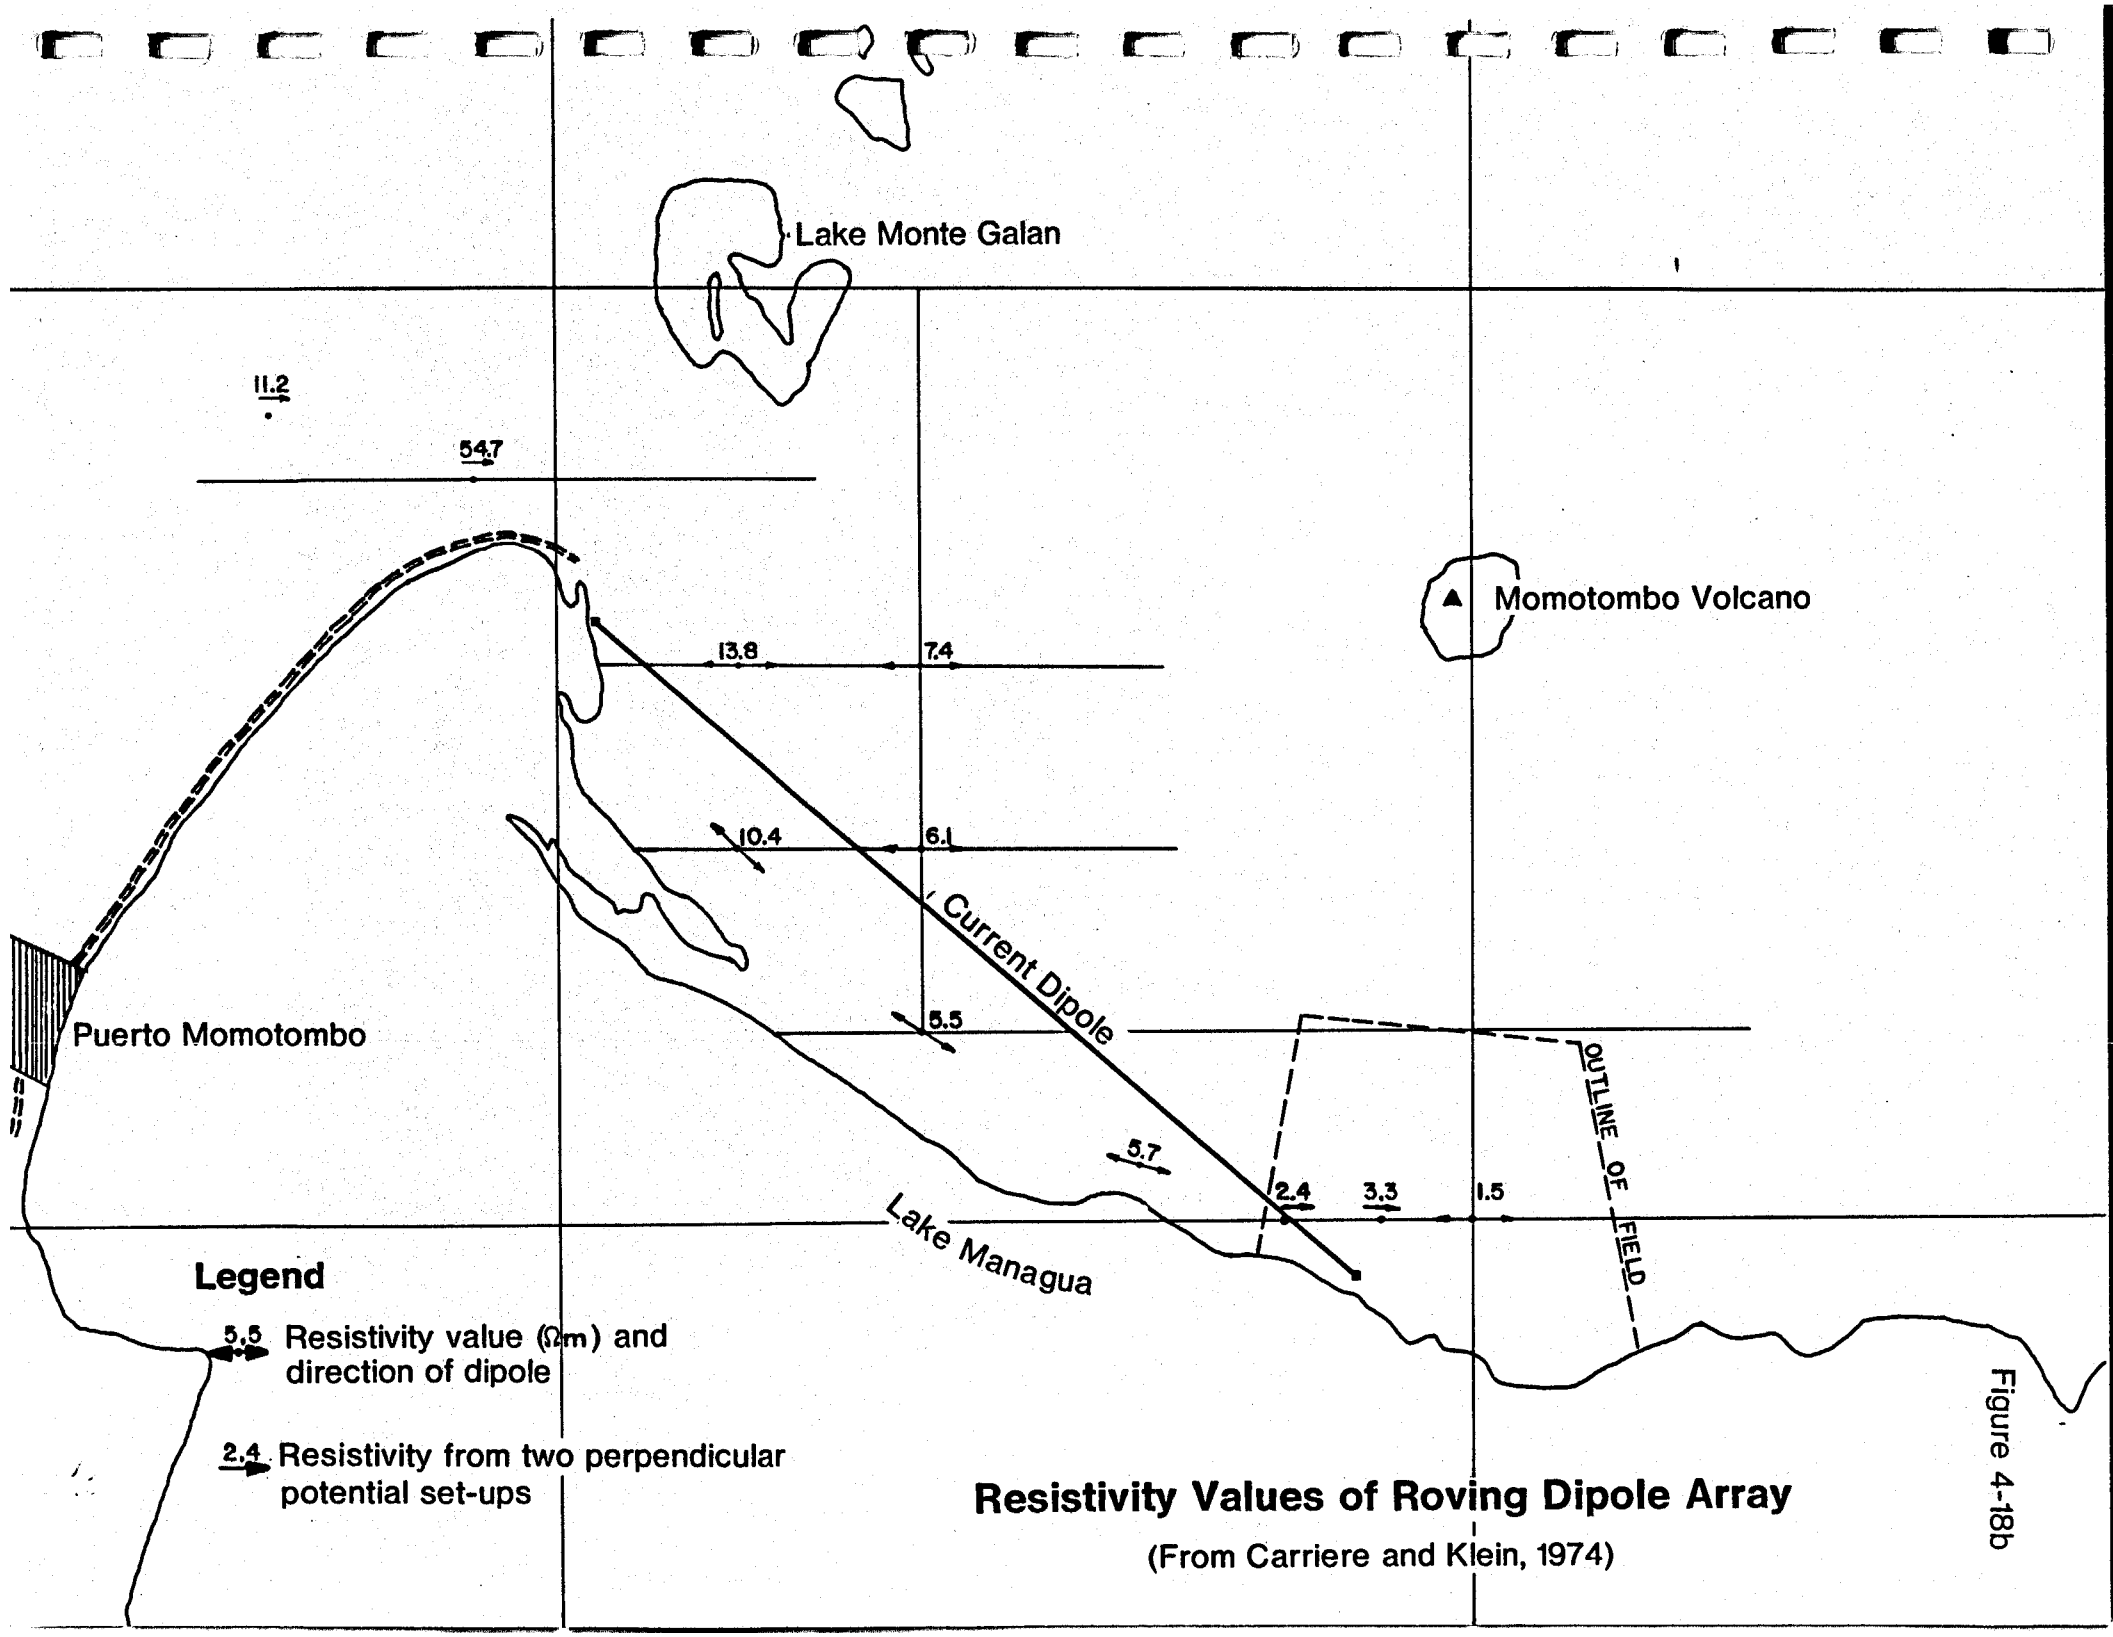 Lake Monte Galan
11.2
54.7
Momotombo Volcano
13.8
7.4
10.4
6.1
Current Dipole
Puerto Momotombo
5.5
OUTLINE OF FIELD
5.7
2.4
3.3
1.5
Lake Managua
Legend
5.5 Resistivity value (Ωm) and
direction of dipole
2.4 Resistivity from two perpendicular
potential set-ups
Resistivity Values of Roving Dipole Array
(From Carriere and Klein, 1974)
Figure 4-18b